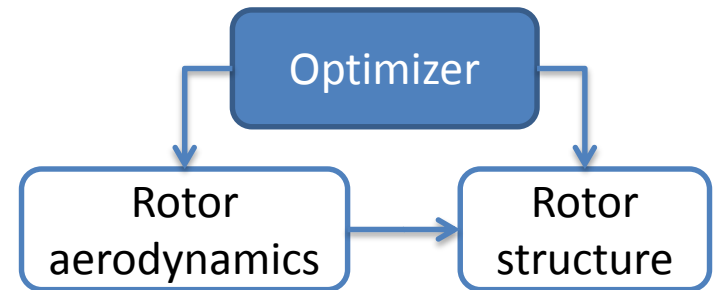 Optimizer
Rotor
aerodynamics
Rotor
structure